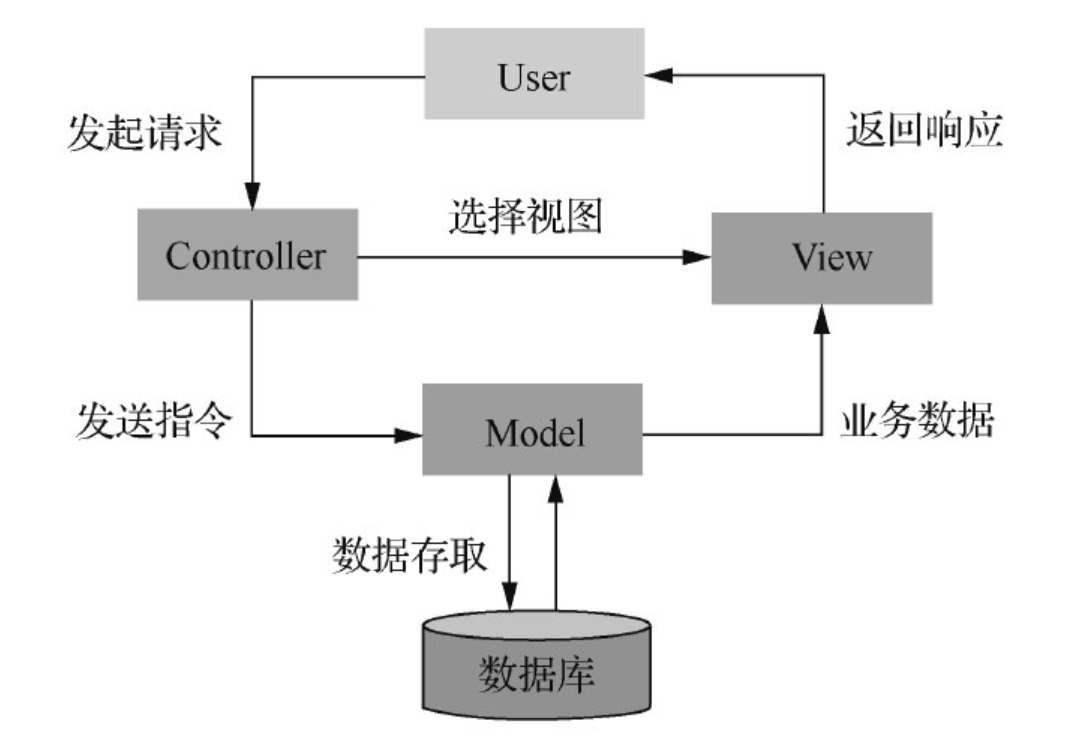 User
发起请求
返回响应
选择视图
Controller
View
发送指令
Model
业务数据
数据存取
数据库